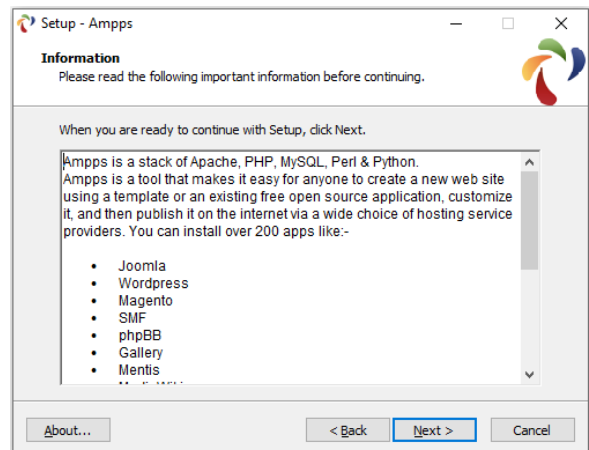 Setup - Ampps
Information
Please read the following important information before continuing.
When you are ready to continue with Setup, click Next.
Ampps is a stack of Apache, PHP, MySQL, Perl & Python.
Ampps is a tool that makes it easy for anyone to create a new web site
using a template or an existing free open source application, customize
it, and then publish it on the internet via a wide choice of hosting service
providers. You can install over 200 apps like:-
• Joomla
• Wordpress
• Magento
• SMF
• phpBB
• Gallery
• Mentis
About...
< Back
Next >
Cancel